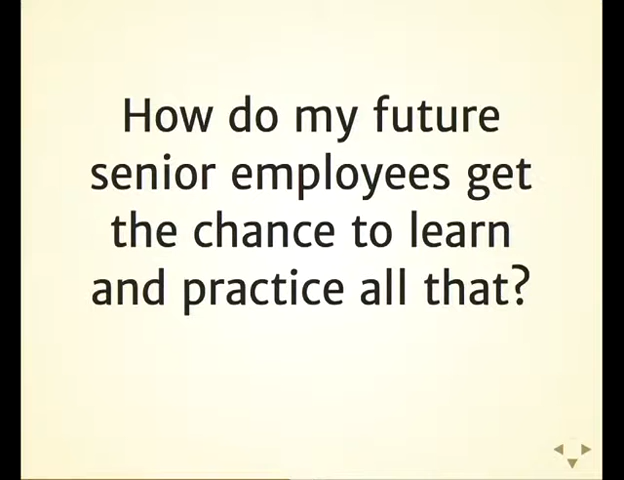 How do my future
senior employees get
the chance to learn
and practice all that?